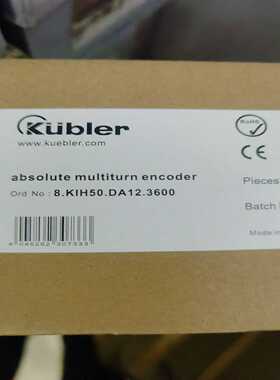 Kübler
www.kuebler.com
RoHS
CE
absolute multiturn encoder
Ord No : 8.KIH50.DA12.3600
Pieces
Batch
Made in